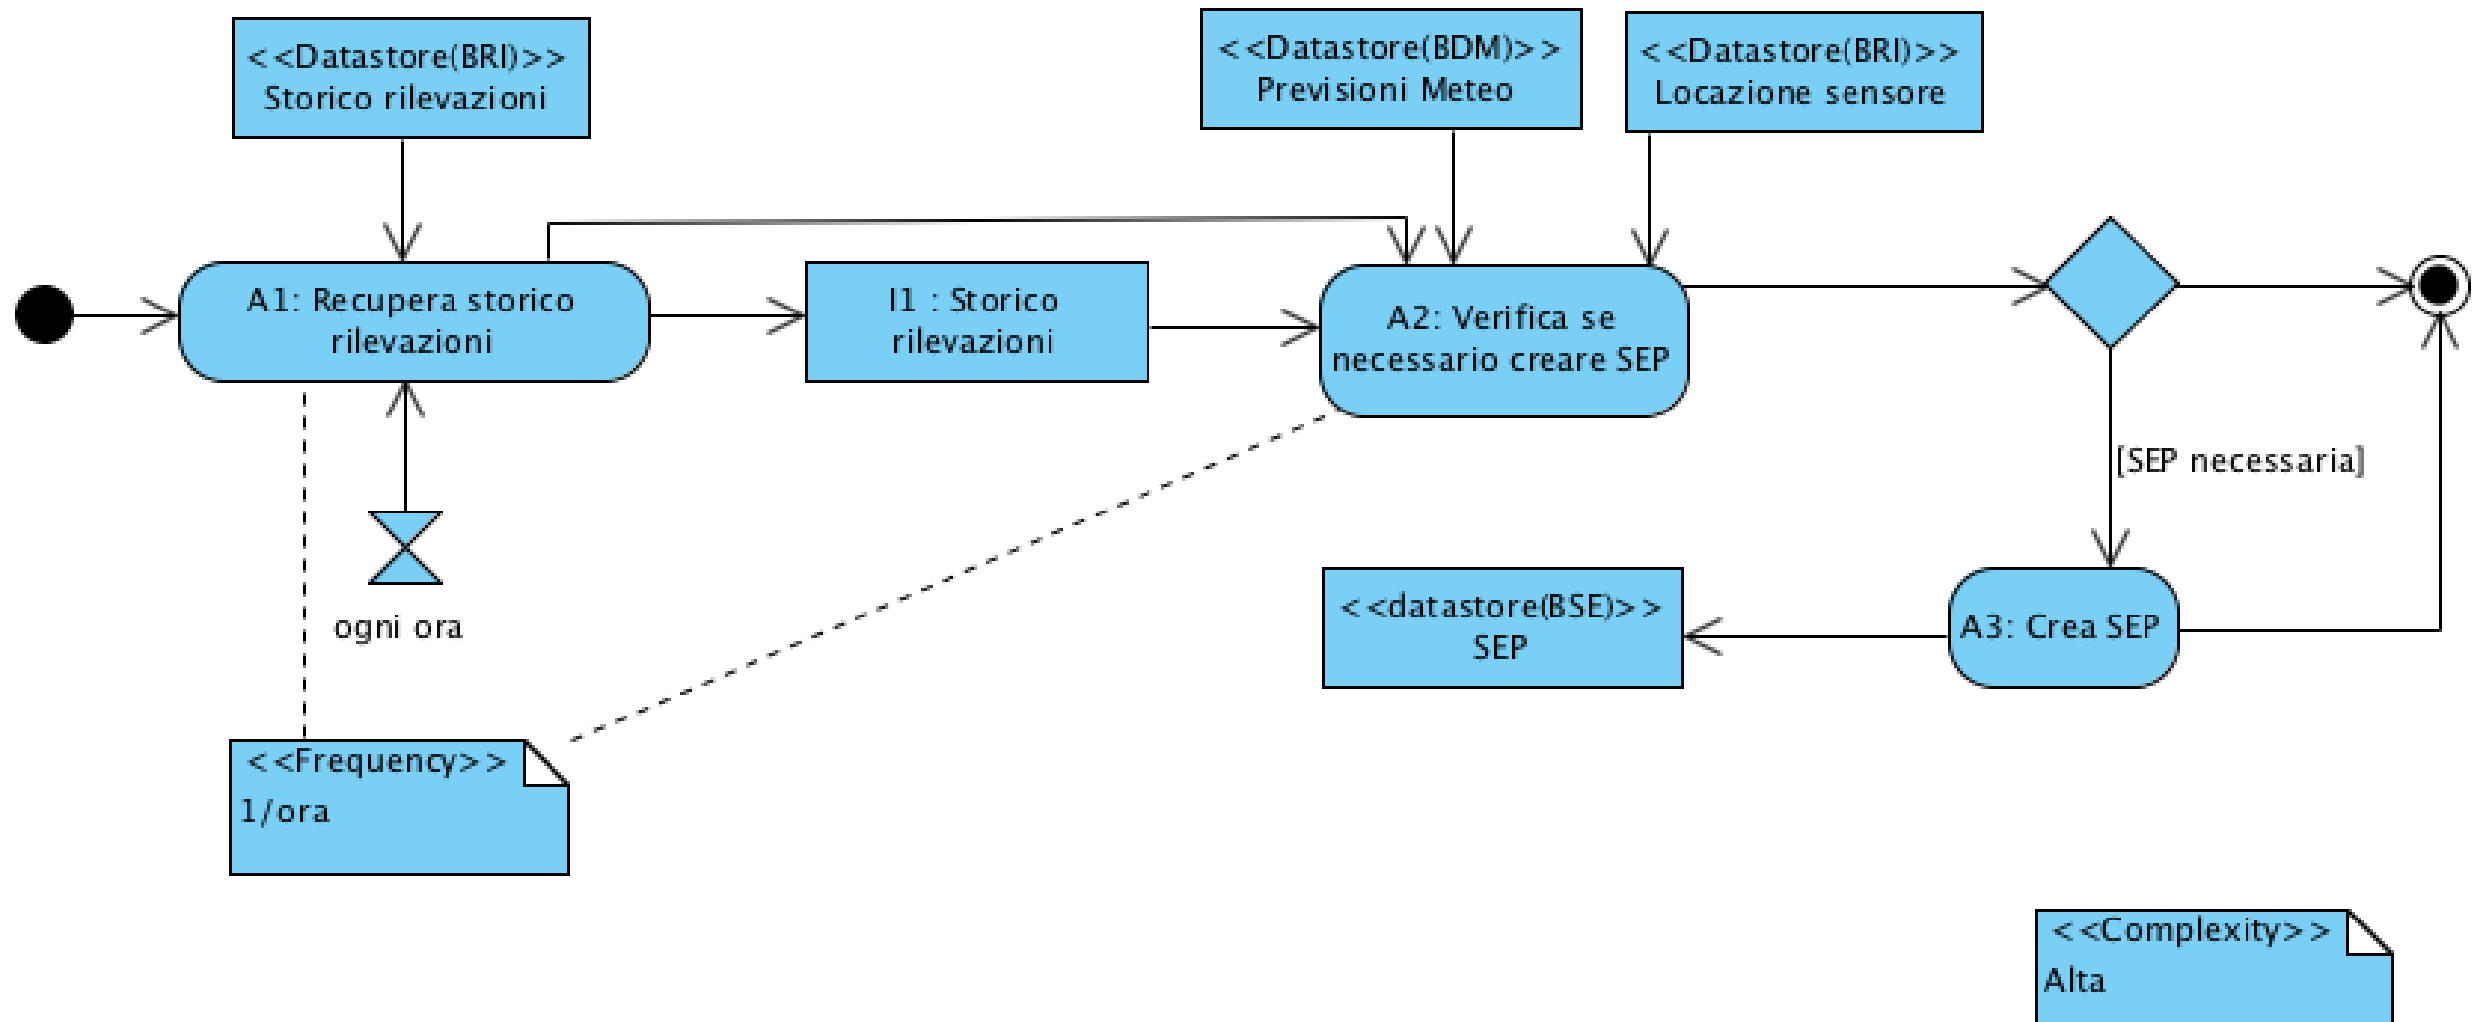 <<Datastore(BRI)>>
Storico rilevazioni
<<Datastore(BDM)>>
Previsioni Meteo
<<Datastore(BRI)>>
Locazione sensore
A1: Recupera storico
rilevazioni
I1 : Storico
rilevazioni
A2: Verifica se
necessario creare SEP
[SEP necessaria]
ogni ora
<<datastore(BSE)>>
SEP
A3: Crea SEP
<<Frequency>>
1/ora
<<Complexity>>
Alta